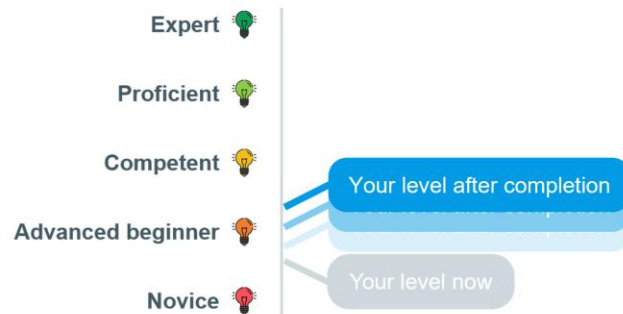 Expert
Proficient
Competent
Your level after completion
Advanced beginner
Your level now
Novice